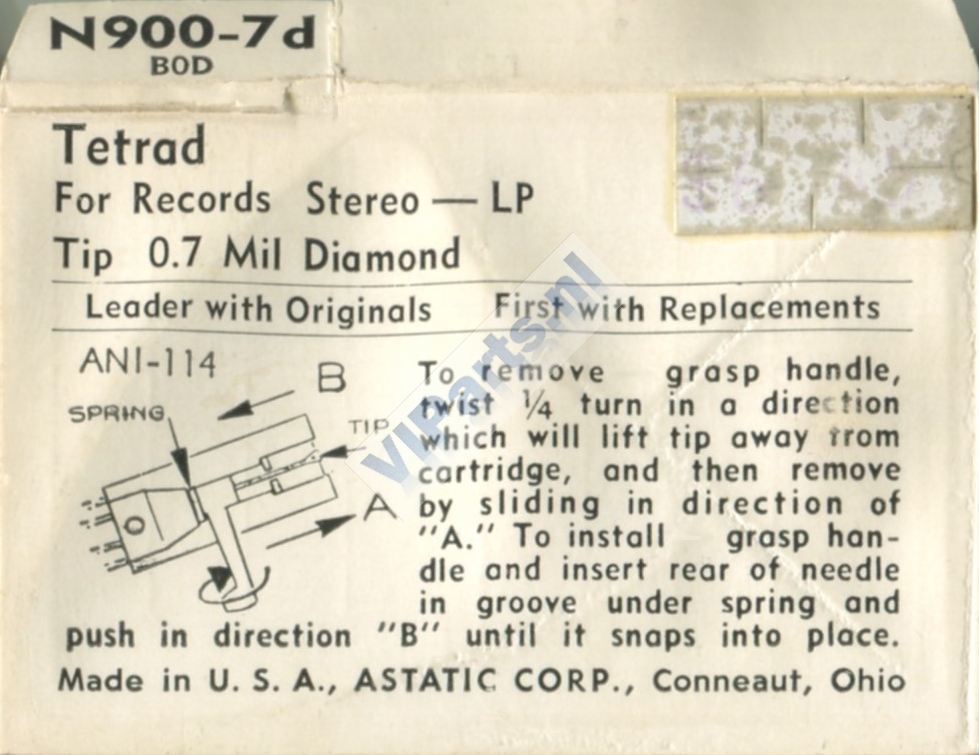 N900-7d
BOD
Tetrad
For Records Stereo — LP
Tip 0.7 Mil Diamond
Leader with Originals First with Replacements
ANI-114
B
SPRING
TIP
A
To remove grasp handle,
twist ¼ turn in a direction
which will lift tip away from
cartridge, and then remove
by sliding in direction of
"A." To install grasp han-
dle and insert rear of needle
in groove under spring and
push in direction "B" until it snaps into place.
Made in U. S. A., ASTATIC CORP., Conneaut, Ohio
VIParts.nl